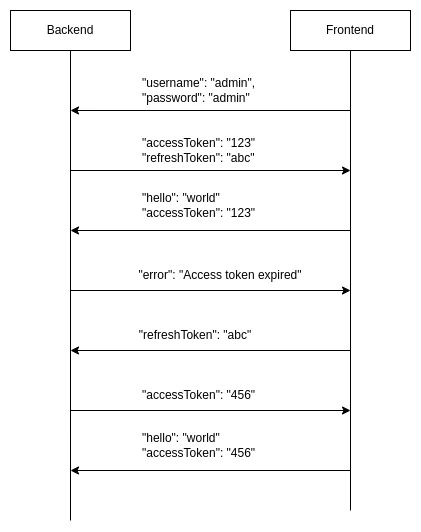 Backend
Frontend
"username": "admin",
"password": "admin"
"accessToken": "123"
"refreshToken": "abc"
"hello": "world"
"accessToken": "123"
"error": "Access token expired"
"refreshToken": "abc"
"accessToken": "456"
"hello": "world"
"accessToken": "456"